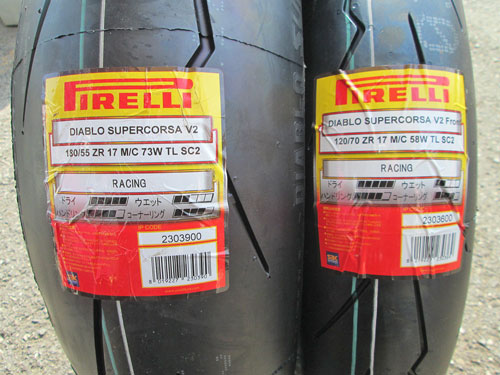 PIRELLI
DIABLO SUPERCORSA V2
180/55 ZR 17 M/C 73W TL SC2
RACING
ドライ
ウエット
ハンドリング
コーナーリング
IP CODE
2303900
PIRELLI
DIABLO SUPERCORSA V2 Front
120/70 ZR 17 M/C 58W TL SC2
RACING
ドライ
ウエット
ハンドリング
コーナーリング